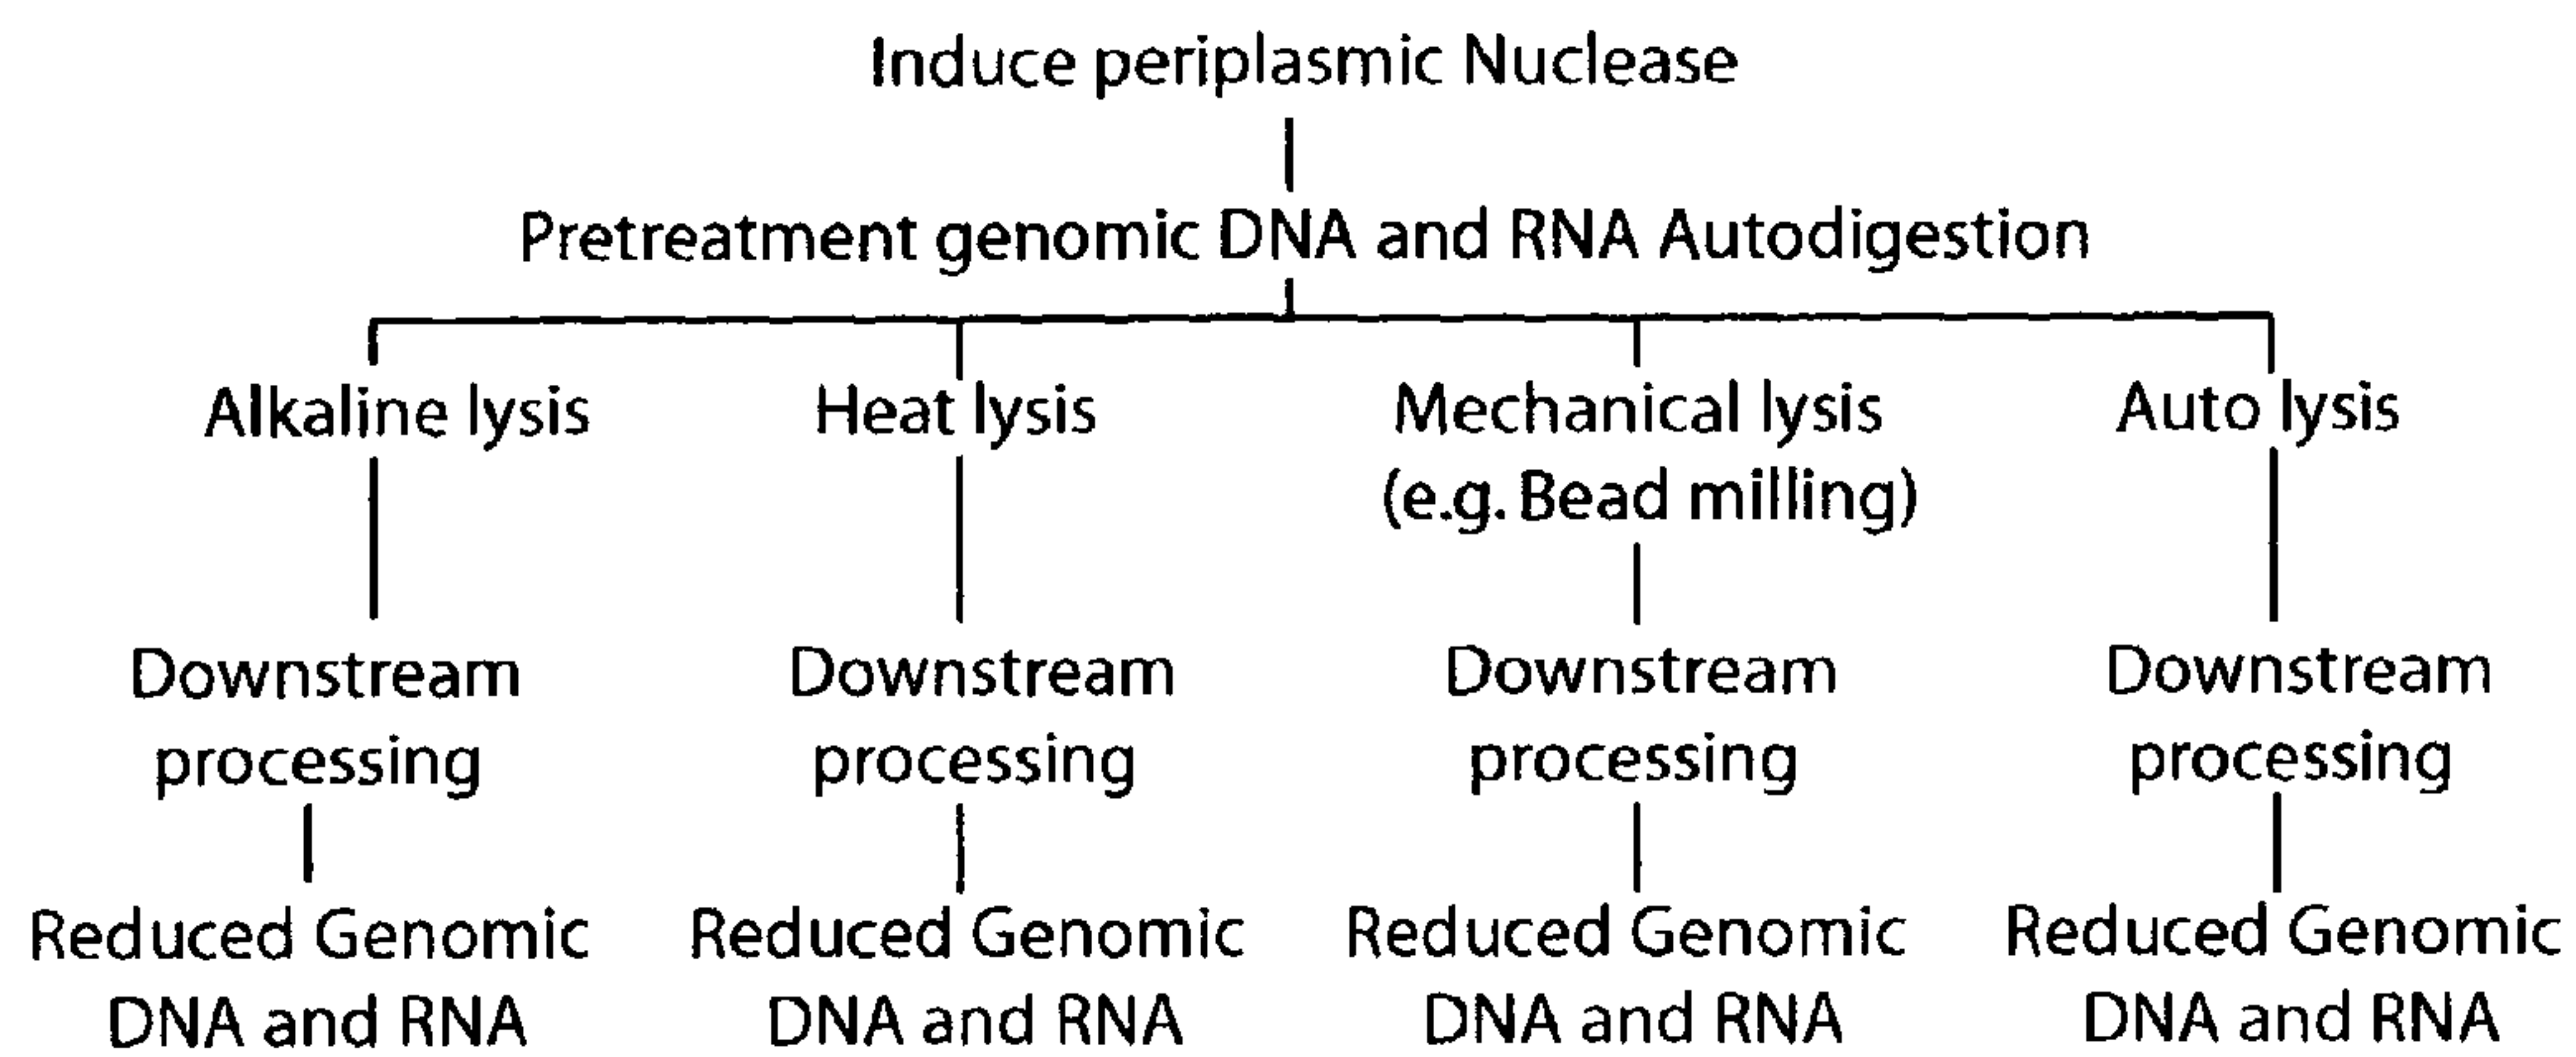 Induce periplasmic Nuclease
Pretreatment genomic DNA and RNA Autodigestion
Alkaline lysis
Heat lysis
Mechanical lysis
(e.g. Bead milling)
Auto lysis
Downstream
processing
Downstream
processing
Downstream
processing
Downstream
processing
Reduced Genomic
DNA and RNA
Reduced Genomic
DNA and RNA
Reduced Genomic
DNA and RNA
Reduced Genomic
DNA and RNA